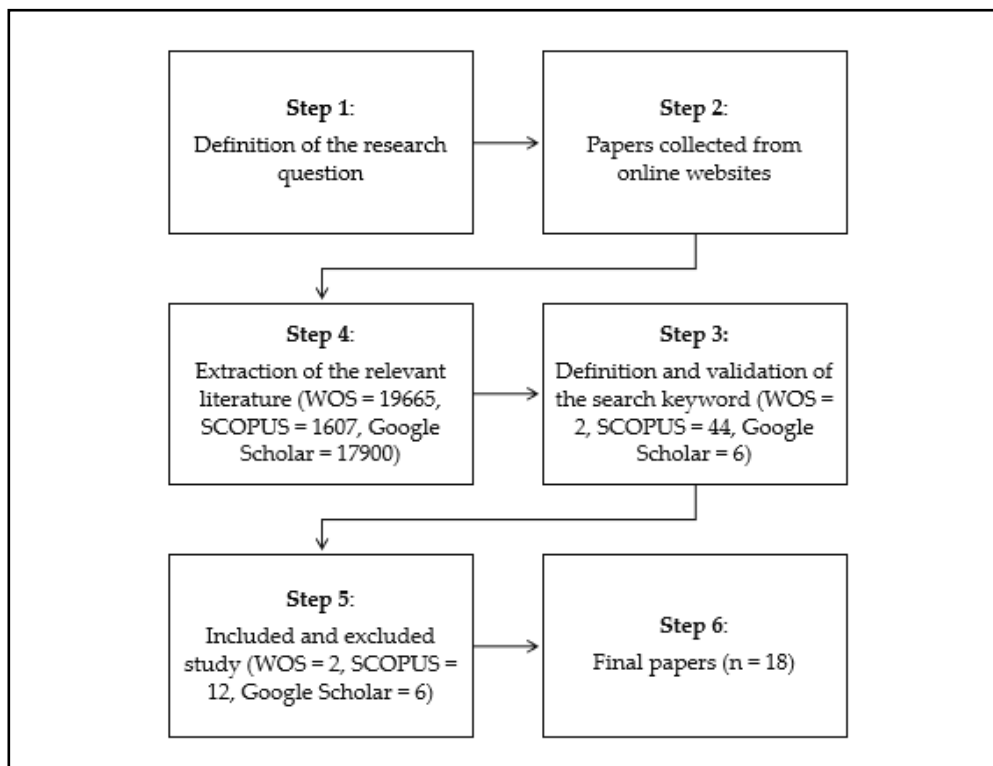 Step 1:
Definition of the research
question
Step 2:
Papers collected from
online websites
Step 4:
Extraction of the relevant
literature (WOS = 19665,
SCOPUS = 1607, Google
Scholar = 17900)
Step 3:
Definition and validation of
the search keyword (WOS =
2, SCOPUS = 44, Google
Scholar = 6)
Step 5:
Included and excluded
study (WOS = 2, SCOPUS =
12, Google Scholar = 6)
Step 6:
Final papers (n = 18)